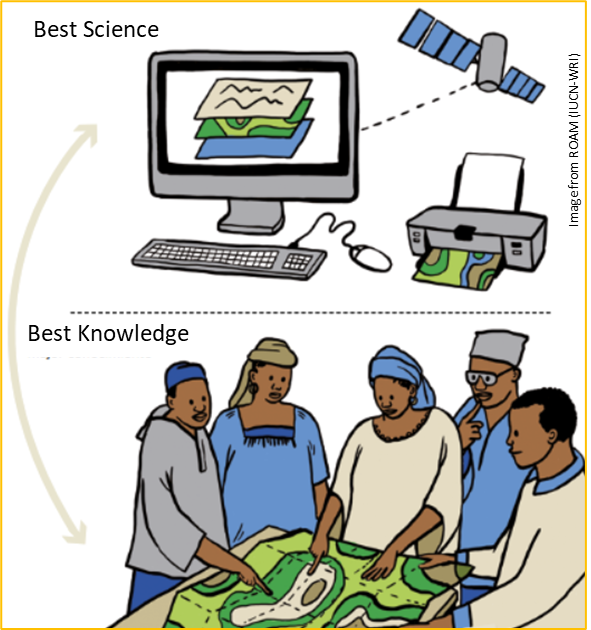 Best Science
Image from ROAM (IUCN-WRI)
Best Knowledge